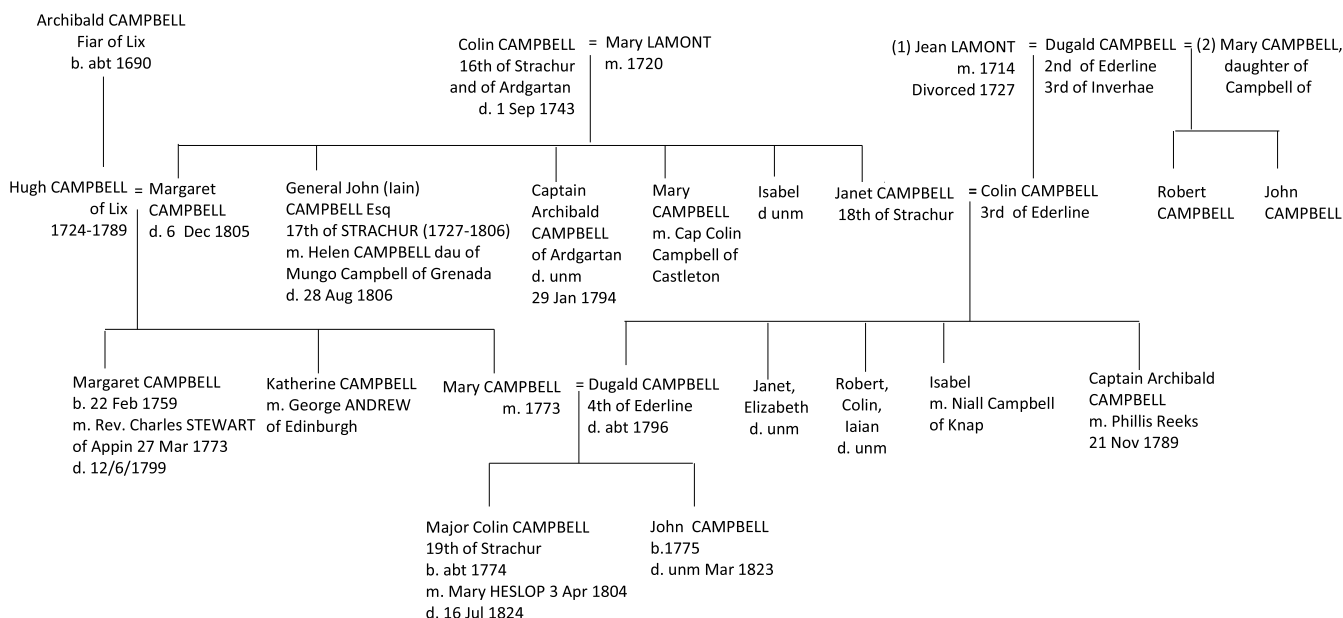 Archibald CAMPBELL
Fiar of Lix
b. abt 1690
Colin CAMPBELL = Mary LAMONT
16th of Strachur m. 1720
and of Ardgartan
d. 1 Sep 1743
(1) Jean LAMONT = Dugald CAMPBELL = (2) Mary CAMPBELL,
m. 1714 2nd of Ederline daughter of
Divorced 1727 3rd of Inverhae Campbell of
Hugh CAMPBELL = Margaret
of Lix CAMPBELL
1724-1789 d. 6 Dec 1805
General John (Iain)
CAMPBELL Esq
17th of STRACHUR (1727-1806)
m. Helen CAMPBELL dau of
Mungo Campbell of Grenada
d. 28 Aug 1806
Captain
Archibald
CAMPBELL
of Ardgartan
d. unm
29 Jan 1794
Mary
CAMPBELL
m. Cap Colin
Campbell of
Castleton
Isabel
d unm
Janet CAMPBELL = Colin CAMPBELL
18th of Strachur 3rd of Ederline
Robert
CAMPBELL
John
CAMPBELL
Margaret CAMPBELL
b. 22 Feb 1759
m. Rev. Charles STEWART
of Appin 27 Mar 1773
d. 12/6/1799
Katherine CAMPBELL
m. George ANDREW
of Edinburgh
Mary CAMPBELL = Dugald CAMPBELL
m. 1773 4th of Ederline
d. abt 1796
Janet,
Elizabeth
d. unm
Robert,
Colin,
Iaian
d. unm
Isabel
m. Niall Campbell
of Knap
Captain Archibald
CAMPBELL
m. Phillis Reeks
21 Nov 1789
Major Colin CAMPBELL
19th of Strachur
b. abt 1774
m. Mary HESLOP 3 Apr 1804
d. 16 Jul 1824
John CAMPBELL
b.1775
d. unm Mar 1823